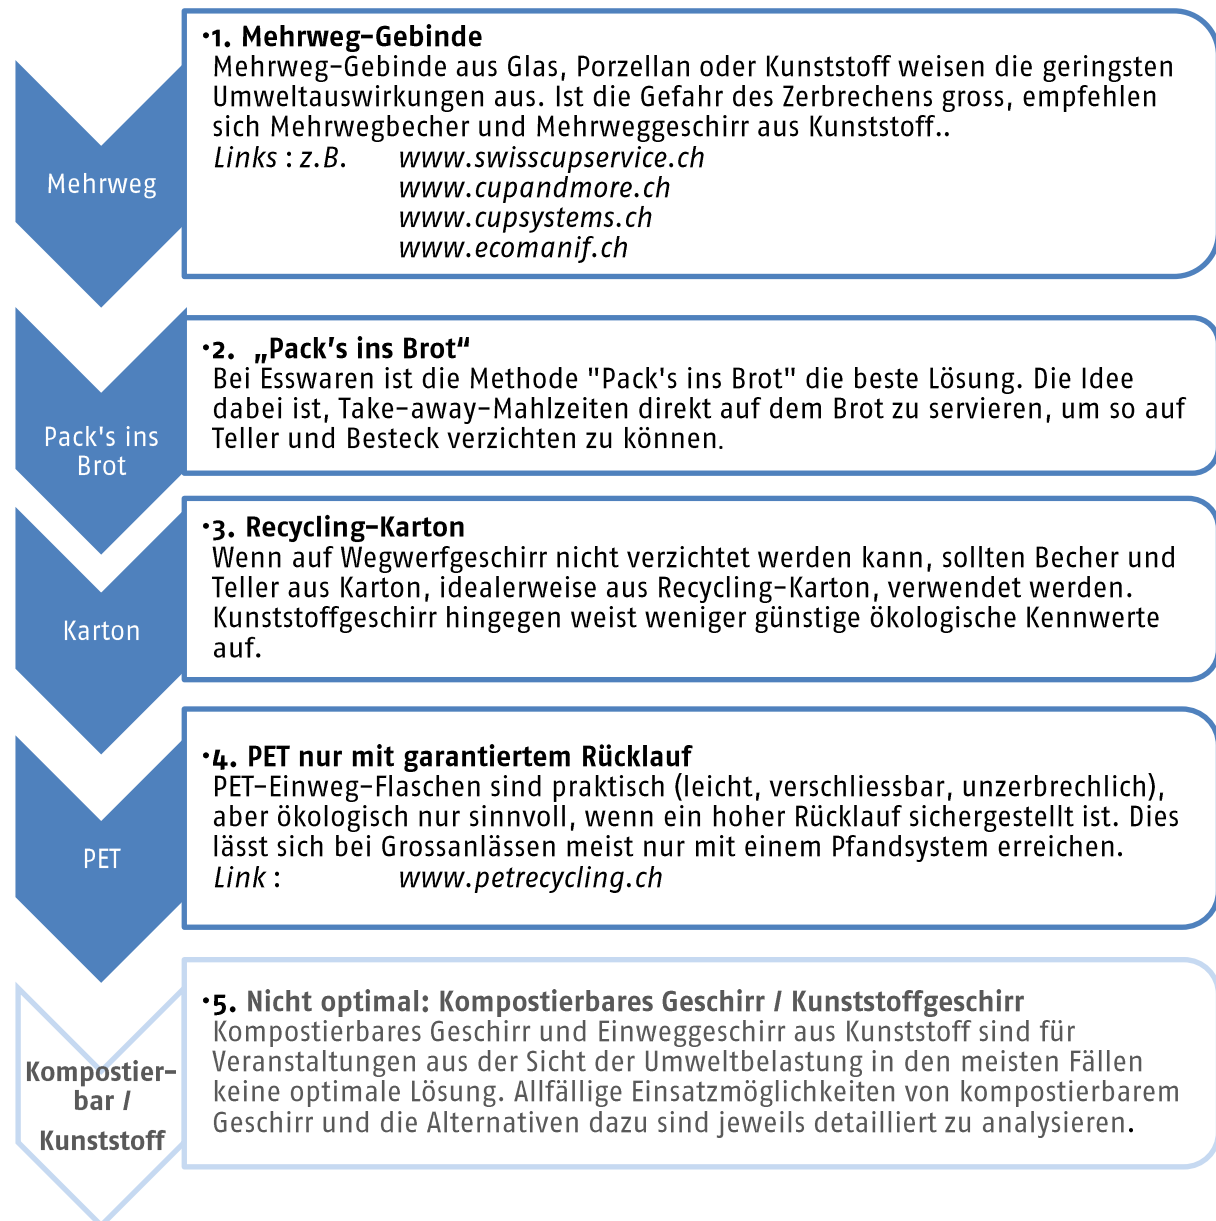 Mehrweg
·1. Mehrweg-Gebinde
Mehrweg-Gebinde aus Glas, Porzellan oder Kunststoff weisen die geringsten
Umweltauswirkungen aus. Ist die Gefahr des Zerbrechens gross, empfehlen
sich Mehrwegbecher und Mehrweggeschirr aus Kunststoff..
Links : z.B. www.swisscupservice.ch
www.cupandmore.ch
www.cupsystems.ch
www.ecomanif.ch
Pack's ins
Brot
·2. „Pack’s ins Brot“
Bei Esswaren ist die Methode "Pack's ins Brot" die beste Lösung. Die Idee
dabei ist, Take-away-Mahlzeiten direkt auf dem Brot zu servieren, um so auf
Teller und Besteck verzichten zu können.
Karton
·3. Recycling-Karton
Wenn auf Wegwerfgeschirr nicht verzichtet werden kann, sollten Becher und
Teller aus Karton, idealerweise aus Recycling-Karton, verwendet werden.
Kunststoffgeschirr hingegen weist weniger günstige ökologische Kennwerte
auf.
PET
·4. PET nur mit garantiertem Rücklauf
PET-Einweg-Flaschen sind praktisch (leicht, verschliessbar, unzerbrechlich),
aber ökologisch nur sinnvoll, wenn ein hoher Rücklauf sichergestellt ist. Dies
lässt sich bei Grossanlässen meist nur mit einem Pfandsystem erreichen.
Link : www.petrecycling.ch
Kompostier-
bar /
Kunststoff
·5. Nicht optimal: Kompostierbares Geschirr / Kunststoffgeschirr
Kompostierbares Geschirr und Einweggeschirr aus Kunststoff sind für
Veranstaltungen aus der Sicht der Umweltbelastung in den meisten Fällen
keine optimale Lösung. Allfällige Einsatzmöglichkeiten von kompostierbarem
Geschirr und die Alternativen dazu sind jeweils detailliert zu analysieren.